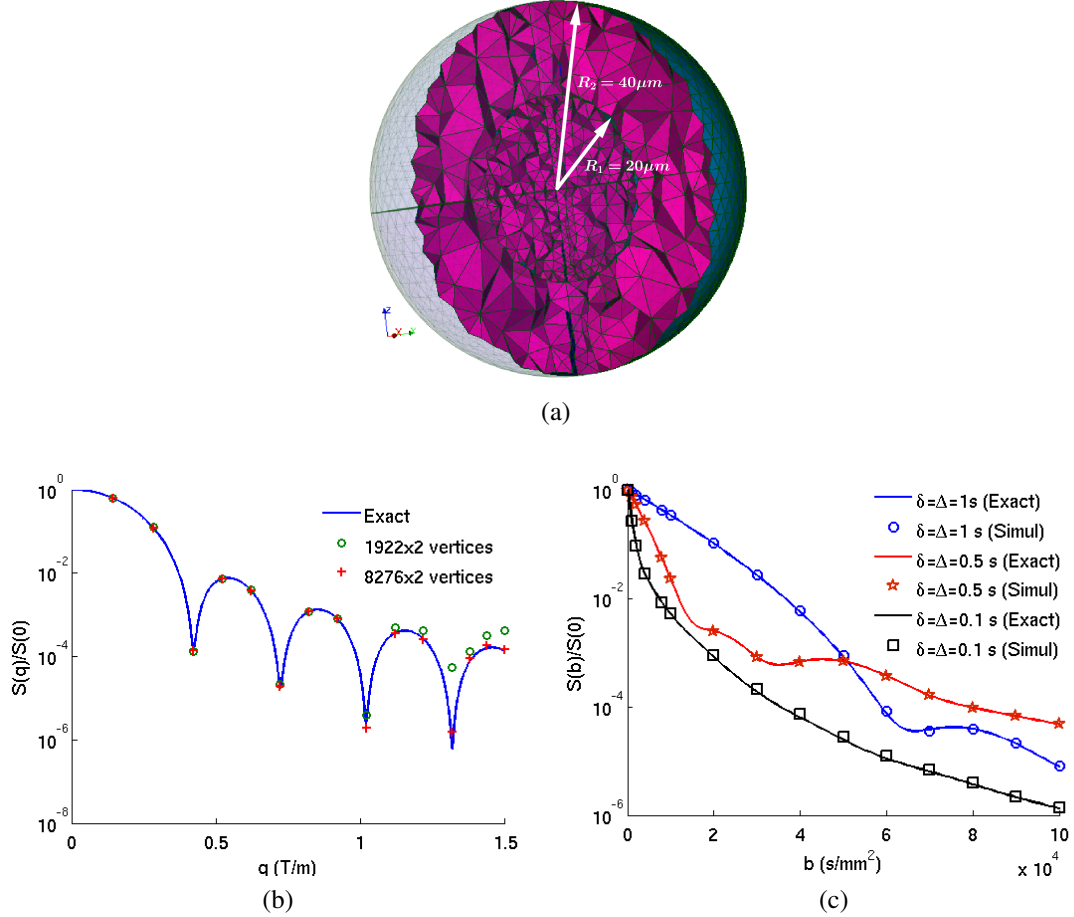 R₂ = 40μm
R₁ = 20μm
z
x
Y
(a)
10⁰
10⁻²
10⁻⁴
10⁻⁶
10⁻⁸
S(q)/S(0)
Exact
1922x2 vertices
8276x2 vertices
0 0.5 1 1.5
q (T/m)
(b)
10⁰
10⁻²
10⁻⁴
10⁻⁶
S(b)/S(0)
δ=Δ=1s (Exact)
δ=Δ=1 s (Simul)
δ=Δ=0.5 s (Exact)
δ=Δ=0.5 s (Simul)
δ=Δ=0.1 s (Exact)
δ=Δ=0.1 s (Simul)
0 2 4 6 8 10
b (s/mm²)
x 10⁴
(c)